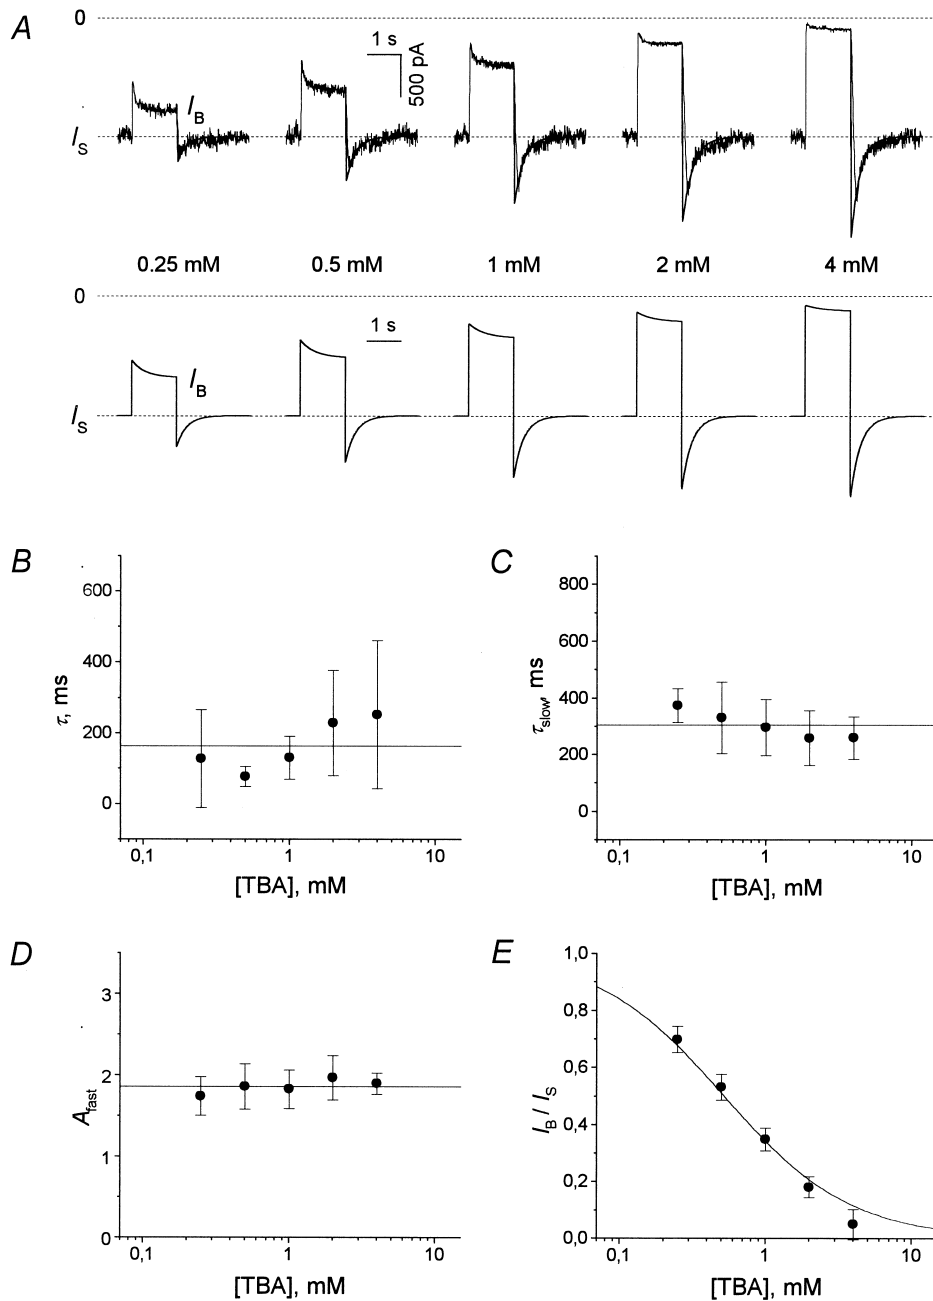 A
0
1 s
500 pA
I_B
I_S
0.25 mM 0.5 mM 1 mM 2 mM 4 mM
0
1 s
I_B
I_S
B
600
400
200
0
τ, ms
0,1 1 10
[TBA], mM
C
800
600
400
200
0
τ_slow, ms
0,1 1 10
[TBA], mM
D
3
2
1
0
A_fast
0,1 1 10
[TBA], mM
E
1,0
0,8
0,6
0,4
0,2
0,0
I_B / I_S
0,1 1 10
[TBA], mM